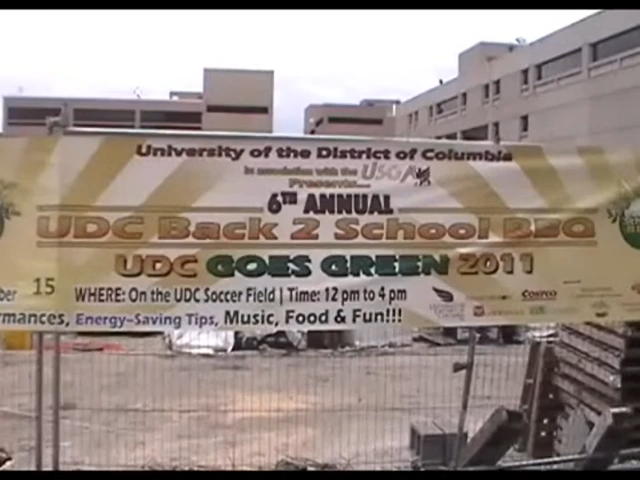 University of the District of Columbia
in association with the USGA
Presents....
6TH ANNUAL
UDC Back 2 School BBQ
UDC GOES GREEN 2011
ber 15 WHERE: On the UDC Soccer Field | Time: 12 pm to 4 pm
rmances, Energy-Saving Tips, Music, Food & Fun!!!
COSTCO